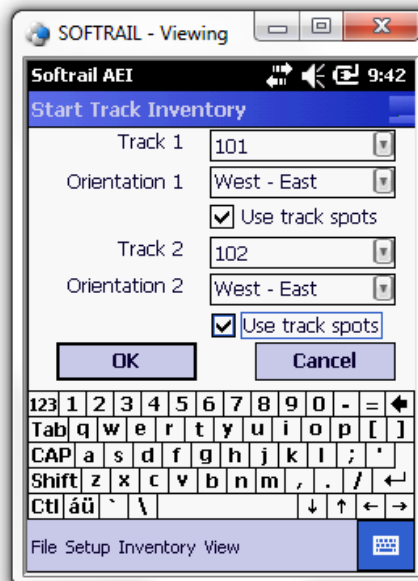 SOFTRAIL - Viewing
Softrail AEI 9:42
Start Track Inventory
Track 1 101
Orientation 1 West - East
Use track spots
Track 2 102
Orientation 2 West - East
Use track spots
OK Cancel
123 1 2 3 4 5 6 7 8 9 0 - = 
Tab q w e r t y u i o p [ ]
CAP a s d f g h j k l ; '
Shift z x c v b n m , . /
Ctl áü ` \ ↓ ↑ ← →
File Setup Inventory View